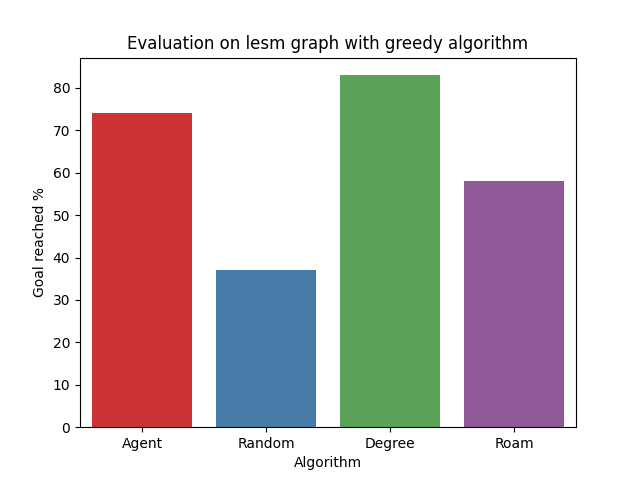 Evaluation on lesm graph with greedy algorithm
80
70
60
50
40
30
20
10
0
Goal reached %
Agent Random Degree Roam
Algorithm